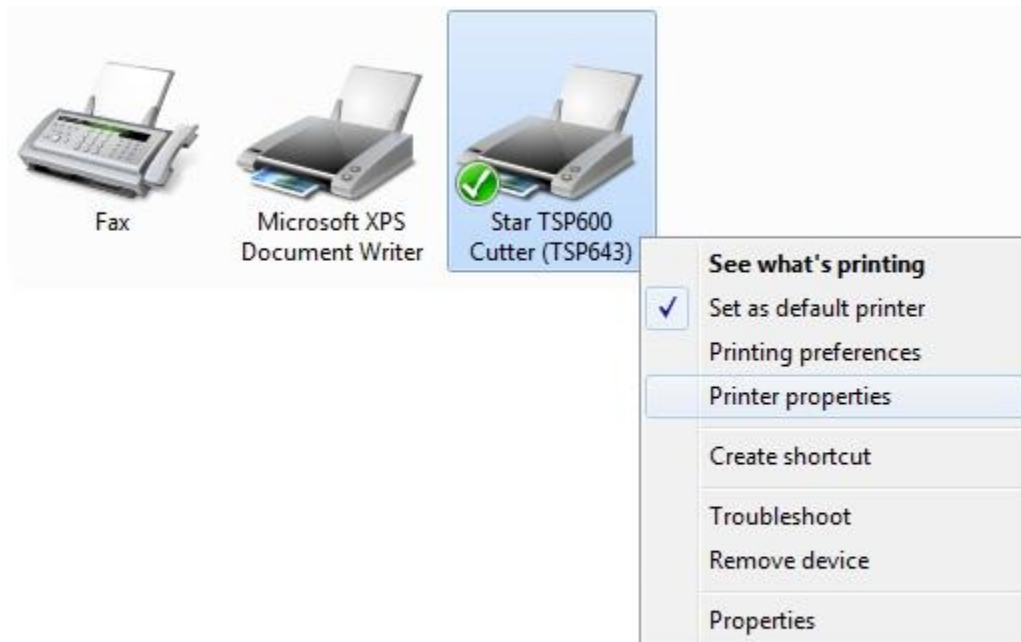 Fax
Microsoft XPS
Document Writer
Star TSP600
Cutter (TSP643)
See what's printing
Set as default printer
Printing preferences
Printer properties
Create shortcut
Troubleshoot
Remove device
Properties